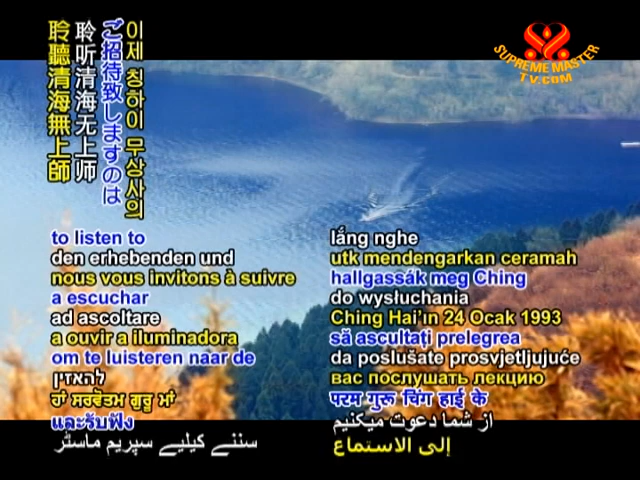 聆聽清海無上師
聆听清海无上师
ご招待致しますのは
이제 칭하이 무상사의
SUPREME MASTER
TV.COM
to listen to
den erhebenden und
nous vous invitons à suivre
a escuchar
ad ascoltare
a ouvir a iluminadora
om te luisteren naar de
להאזין
ਹਾਂ ਸਰਵੋਤਮ ਗੁਰੂ ਮਾਂ
และรับฟัง
سننے کیلیے سپریم ماسٹر
lắng nghe
utk mendengarkan ceramah
hallgassák meg Ching
do wysłuchania
Ching Hai'ın 24 Ocak 1993
să ascultaţi prelegrea
da poslušate prosvjetljujuće
вас послушать лекцию
परम गुरू चिंग हाई के
از شما دعوت میکنیم
إلى الاستماع